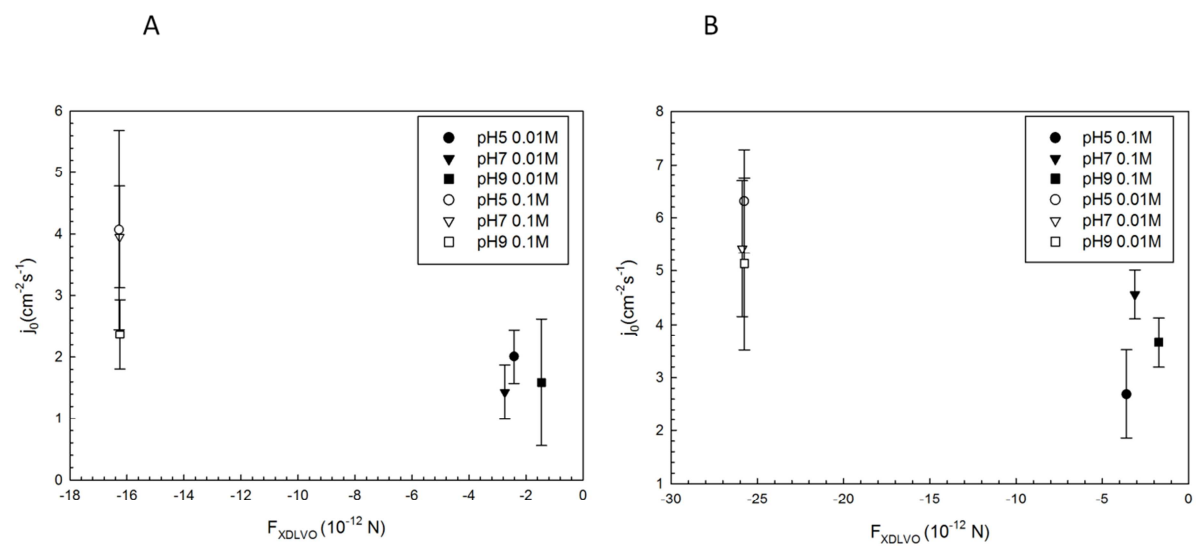 A
B
6
5
4
3
2
1
0
j₀(cm⁻²s⁻¹)
-18 -16 -14 -12 -10 -8 -6 -4 -2 0
F_XDLVO (10⁻¹² N)
pH5 0.01M
pH7 0.01M
pH9 0.01M
pH5 0.1M
pH7 0.1M
pH9 0.1M
8
7
6
5
4
3
2
1
j₀(cm⁻²s⁻¹)
-30 -25 -20 -15 -10 -5 0
F_XDLVO (10⁻¹² N)
pH5 0.1M
pH7 0.1M
pH9 0.1M
pH5 0.01M
pH7 0.01M
pH9 0.01M